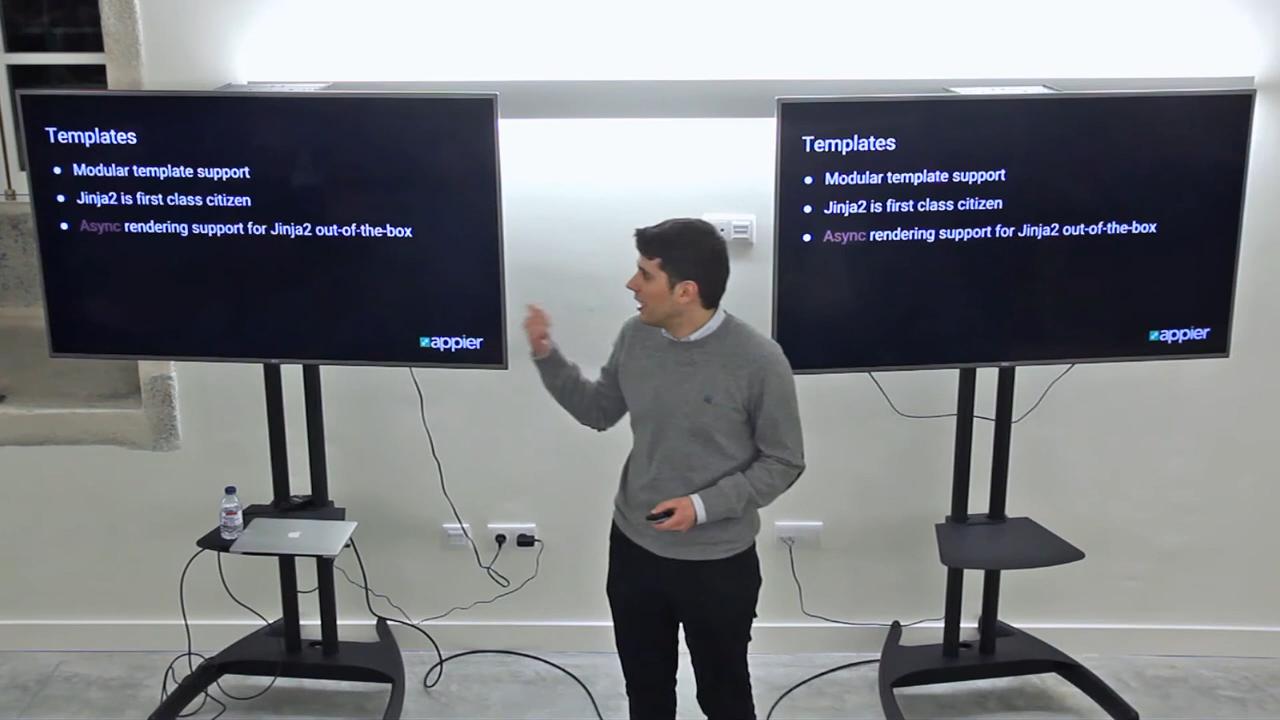 Templates
Modular template support
Jinja2 is first class citizen
Async rendering support for Jinja2 out-of-the-box
appier
Templates
Modular template support
Jinja2 is first class citizen
Async rendering support for Jinja2 out-of-the-box
appier